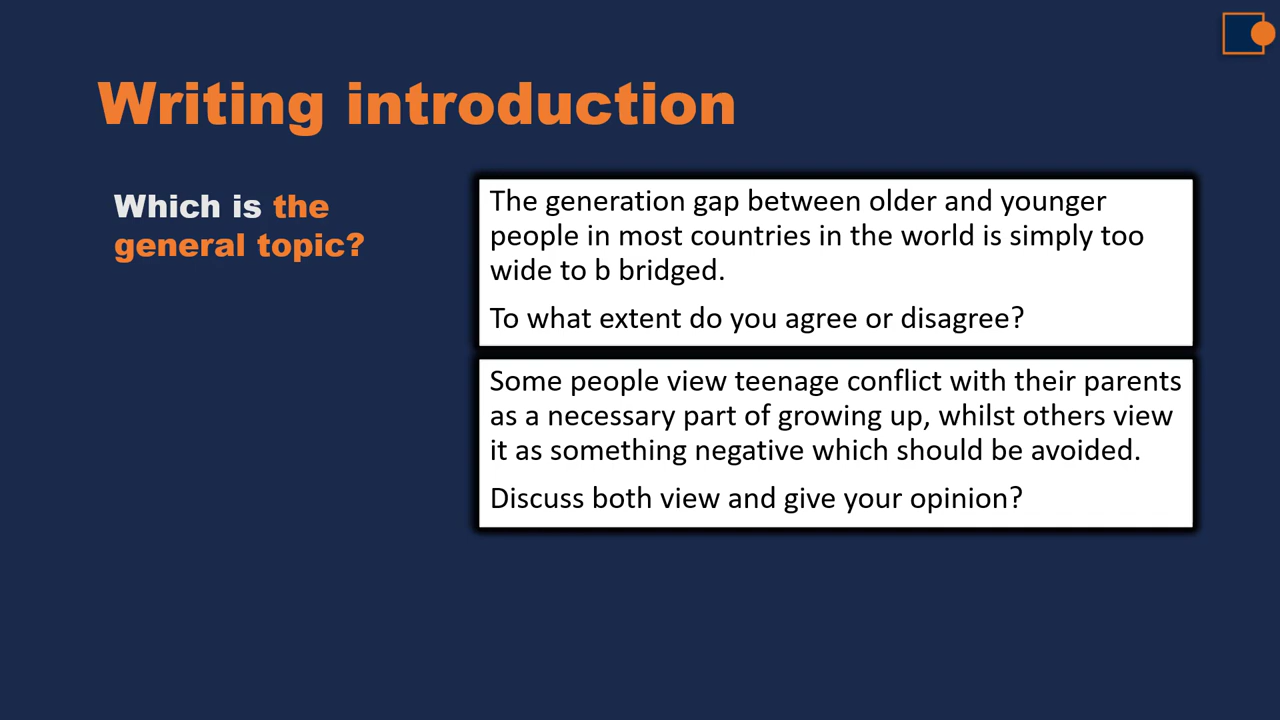 Writing introduction
Which is the
general topic?
The generation gap between older and younger
people in most countries in the world is simply too
wide to b bridged.
To what extent do you agree or disagree?
Some people view teenage conflict with their parents
as a necessary part of growing up, whilst others view
it as something negative which should be avoided.
Discuss both view and give your opinion?